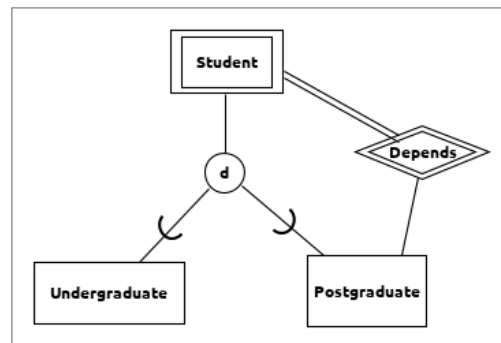 Student
Depends
d
Undergraduate
Postgraduate